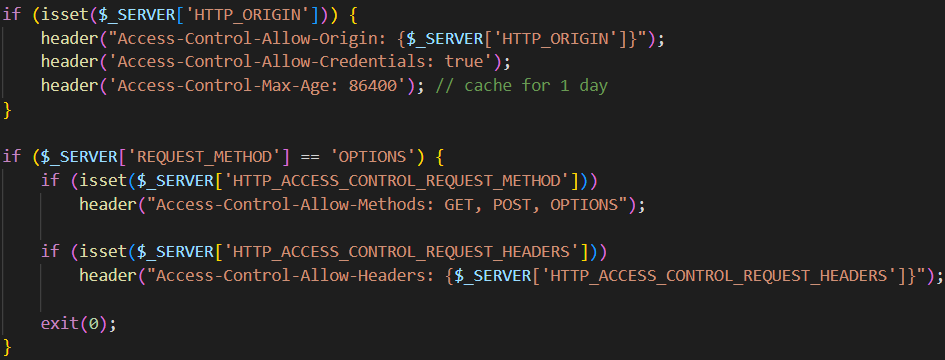 if (isset($_SERVER['HTTP_ORIGIN'])) {
    header("Access-Control-Allow-Origin: {$_SERVER['HTTP_ORIGIN']}");
    header('Access-Control-Allow-Credentials: true');
    header('Access-Control-Max-Age: 86400'); // cache for 1 day
}

if ($_SERVER['REQUEST_METHOD'] == 'OPTIONS') {
    if (isset($_SERVER['HTTP_ACCESS_CONTROL_REQUEST_METHOD']))
        header("Access-Control-Allow-Methods: GET, POST, OPTIONS");

    if (isset($_SERVER['HTTP_ACCESS_CONTROL_REQUEST_HEADERS']))
        header("Access-Control-Allow-Headers: {$_SERVER['HTTP_ACCESS_CONTROL_REQUEST_HEADERS']}");

    exit(0);
}